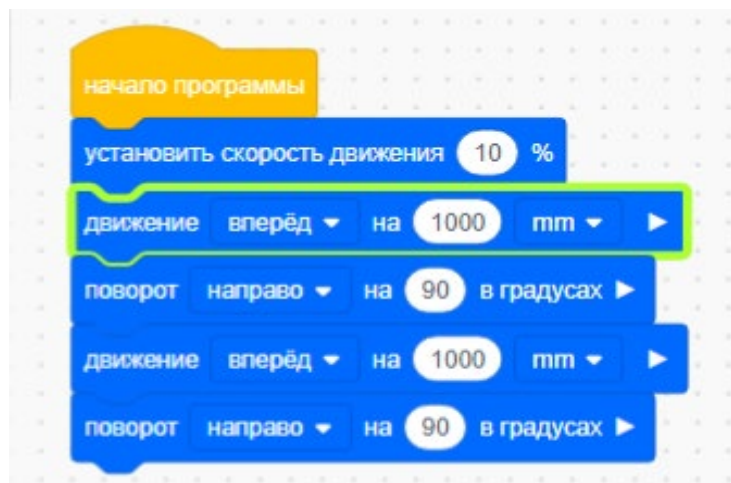 начало программы
установить скорость движения 10 %
движение вперёд на 1000 mm
поворот направо на 90 в градусах
движение вперёд на 1000 mm
поворот направо на 90 в градусах